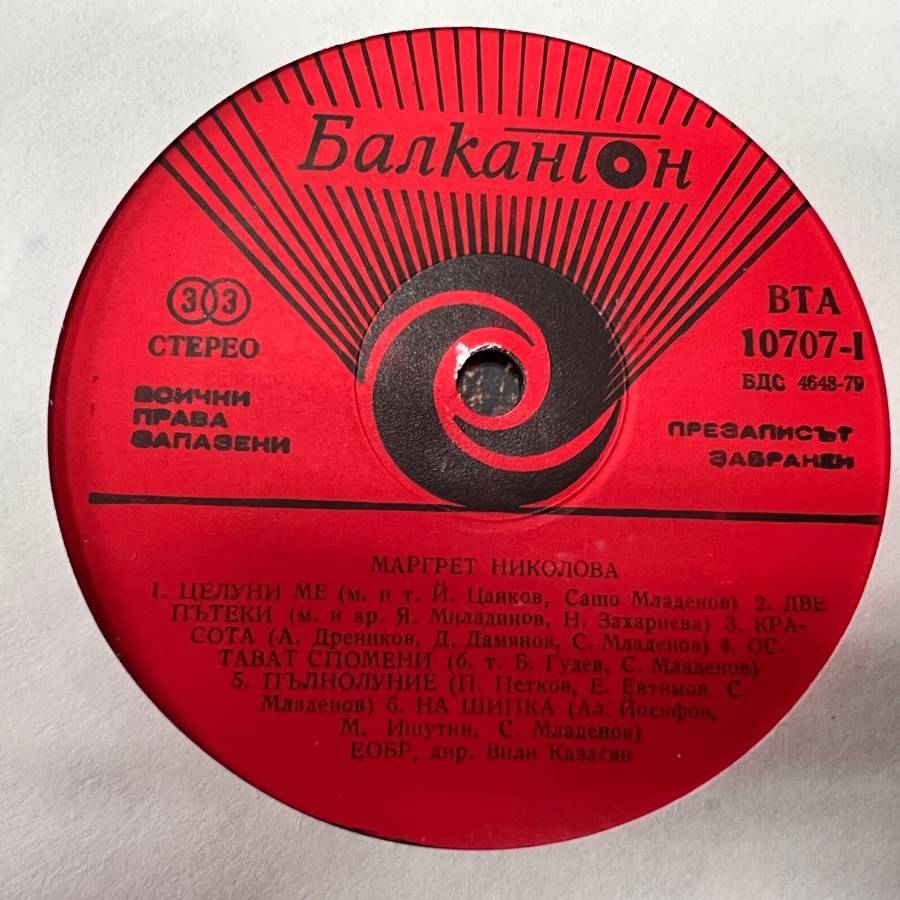 Балкантон
33
СТЕРЕО
ВСИЧКИ
ПРАВА
ЗАПАЗЕНИ
ВТА
10707-I
БДС 4648-79
ПРЕЗАПИСЪТ
ЗАБРАНЕН
МАРГРЕТ НИКОЛОВА
1. ЦЕЛУНИ МЕ (м. и т. Й. Цанков, Сашо Младенов) 2. ДВЕ
ПЪТЕКИ (м. и ар. Я. Миладинов, Н. Захариева) 3. КРА-
СОТА (А. Дреников, Д. Дамянов, С. Младенов) 4. ОС-
ТАВАТ СПОМЕНИ (б. т. Б. Гудев, С. Младенов)
5. ПЪЛНОЛУНИЕ (П. Петков, Е. Евтимов. С.
Младенов) 6. НА ШИПКА (Ал. Йосифов,
М. Ишутин, С. Младенов)
ЕОБР, дир. Вили Казасян